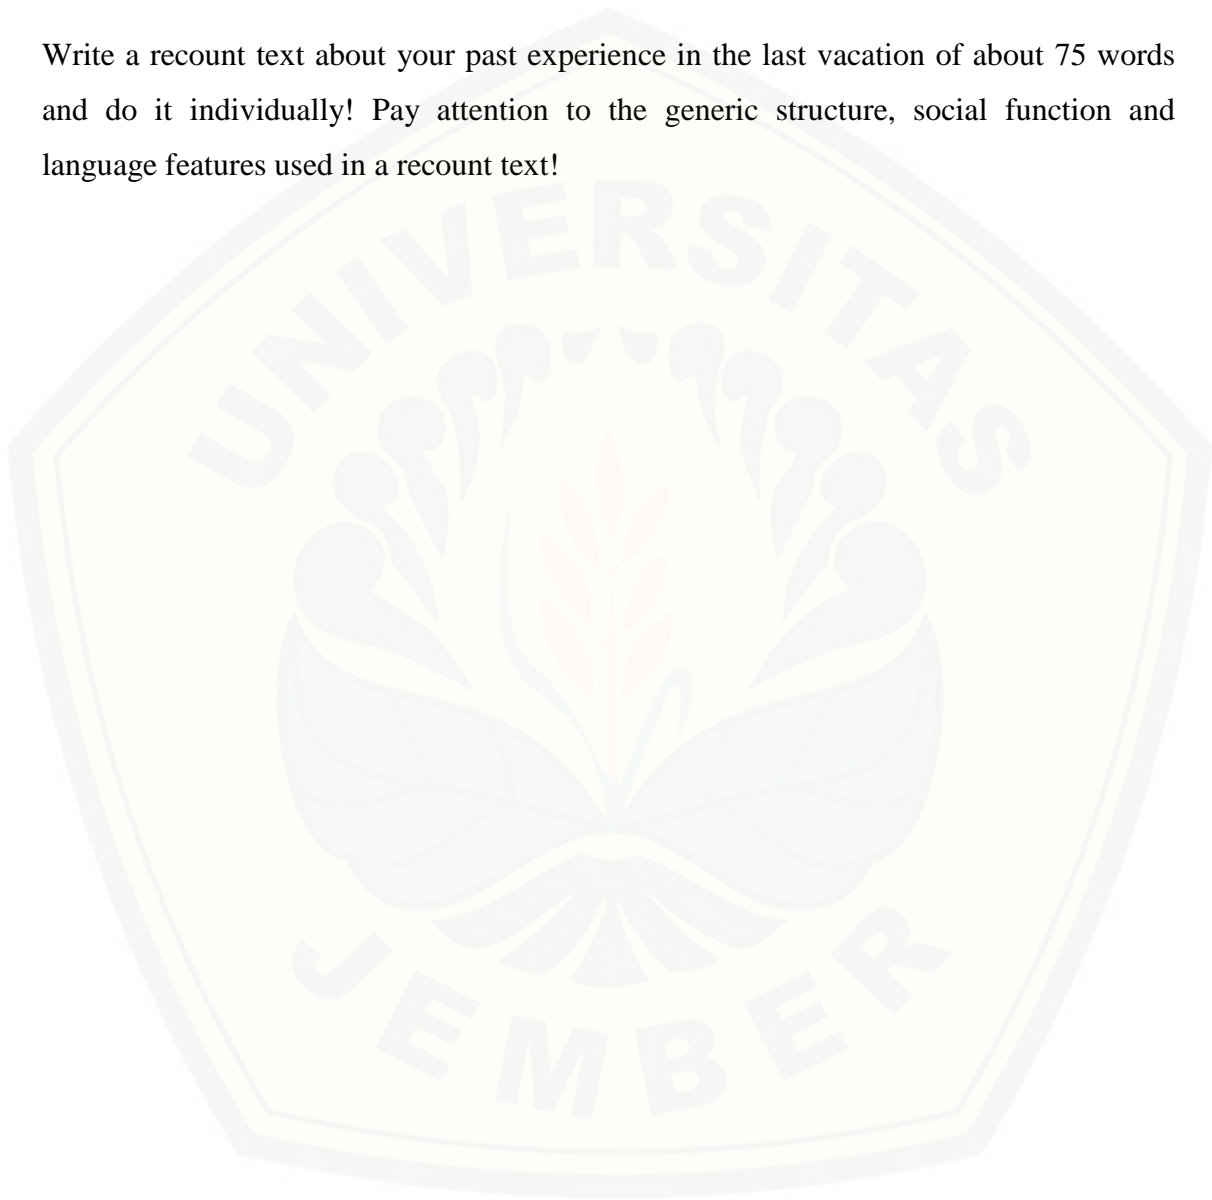 Write a recount text about your past experience in the last vacation of about 75 words
and do it individually! Pay attention to the generic structure, social function and
language features used in a recount text!
UNIVERSITAS
JEMBER